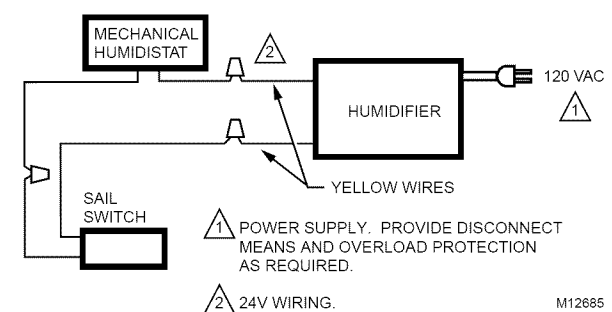 MECHANICAL
HUMIDISTAT
2
120 VAC
1
HUMIDIFIER
YELLOW WIRES
SAIL
SWITCH
1 POWER SUPPLY. PROVIDE DISCONNECT
MEANS AND OVERLOAD PROTECTION
AS REQUIRED.
2 24V WIRING.
M12685